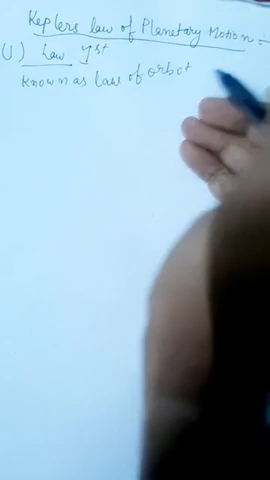 Keplers law of Planetary Motion :-
(1) Law 1st
Known as law of orbit